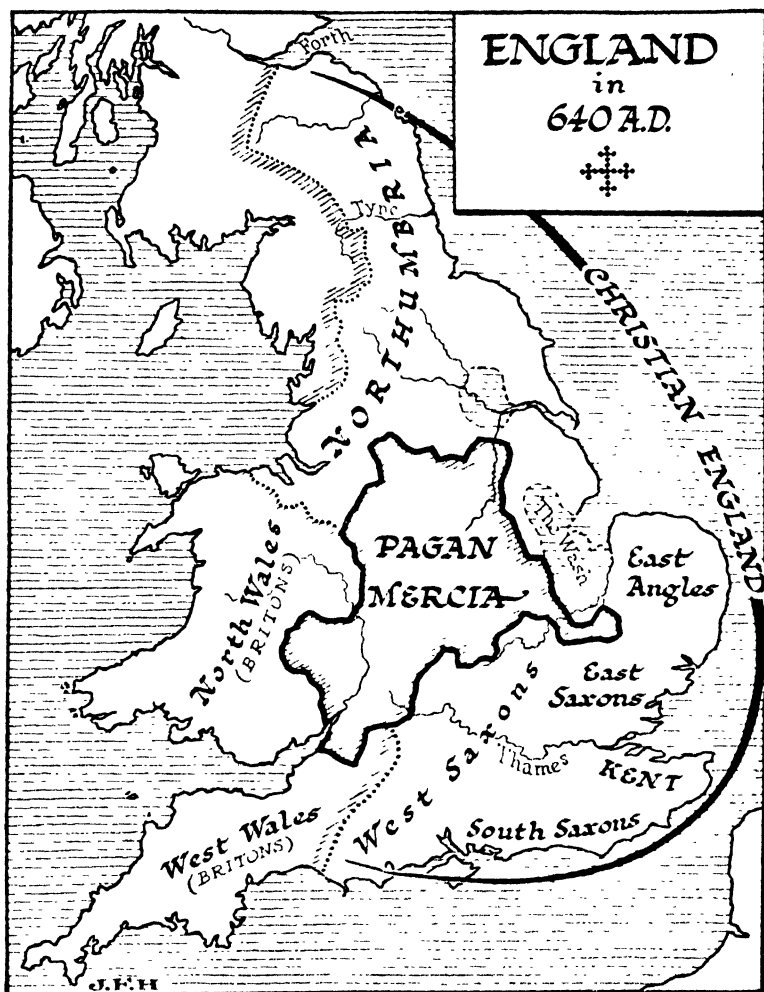 ENGLAND
in
640 A.D.
Forth
Tyne
NORTHUMBERIA
CHRISTIAN ENGLAND
PAGAN
MERCIA
The Wash
East
Angles
North Wales
(BRITONS)
East
Saxons
West Saxons
Thames
KENT
South Saxons
West Wales
(BRITONS)
J.F.H